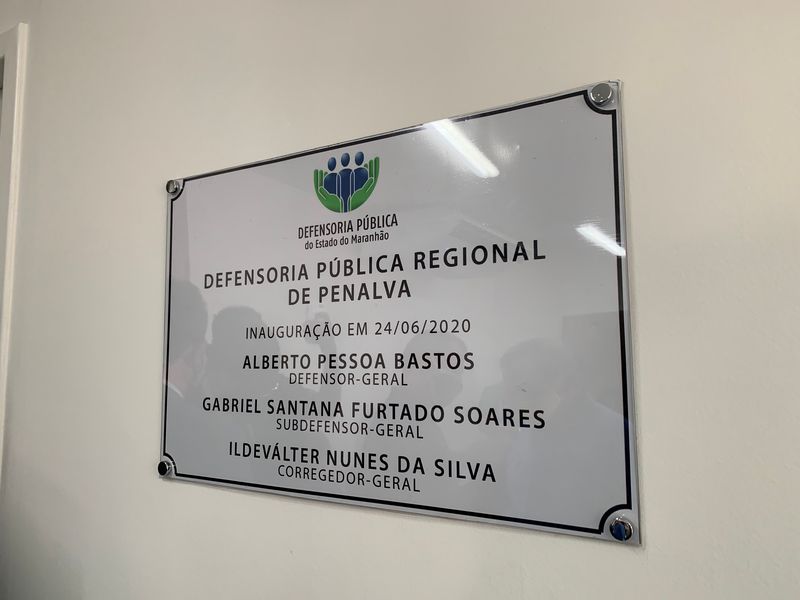 DEFENSORIA PÚBLICA
do Estado do Maranhão
DEFENSORIA PÚBLICA REGIONAL
DE PENALVA
INAUGURAÇÃO EM 24/06/2020
ALBERTO PESSOA BASTOS
DEFENSOR-GERAL
GABRIEL SANTANA FURTADO SOARES
SUBDEFENSOR-GERAL
ILDEVÁLTER NUNES DA SILVA
CORREGEDOR-GERAL